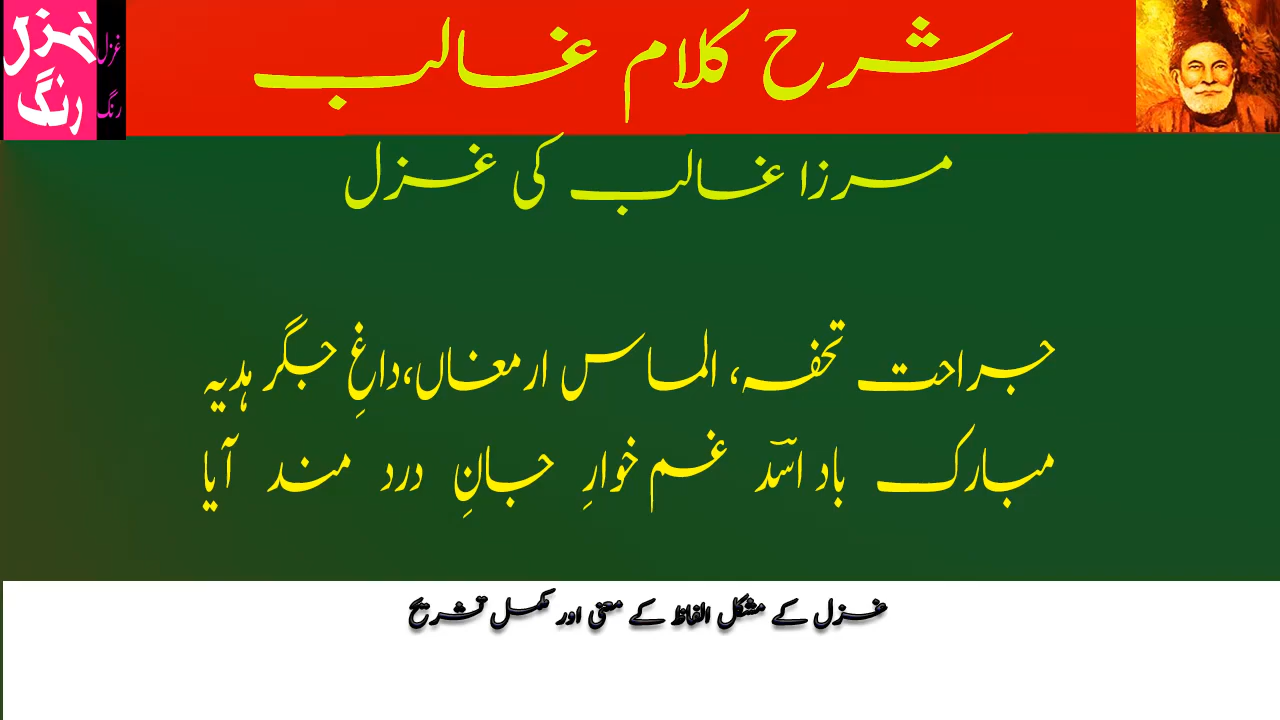 غزل رنگ
غزل
رنگ
شرح کلام غالب
مرزا غالب کی غزل
جراحت تحفہ، الماس ارمغاں، داغِ جگر ہدیہ
مبارک باد اسؔد غم خوارِ جانِ درد مند آیا
غزل کے مشکل الفاظ کے معنی اور مکمل تشریح